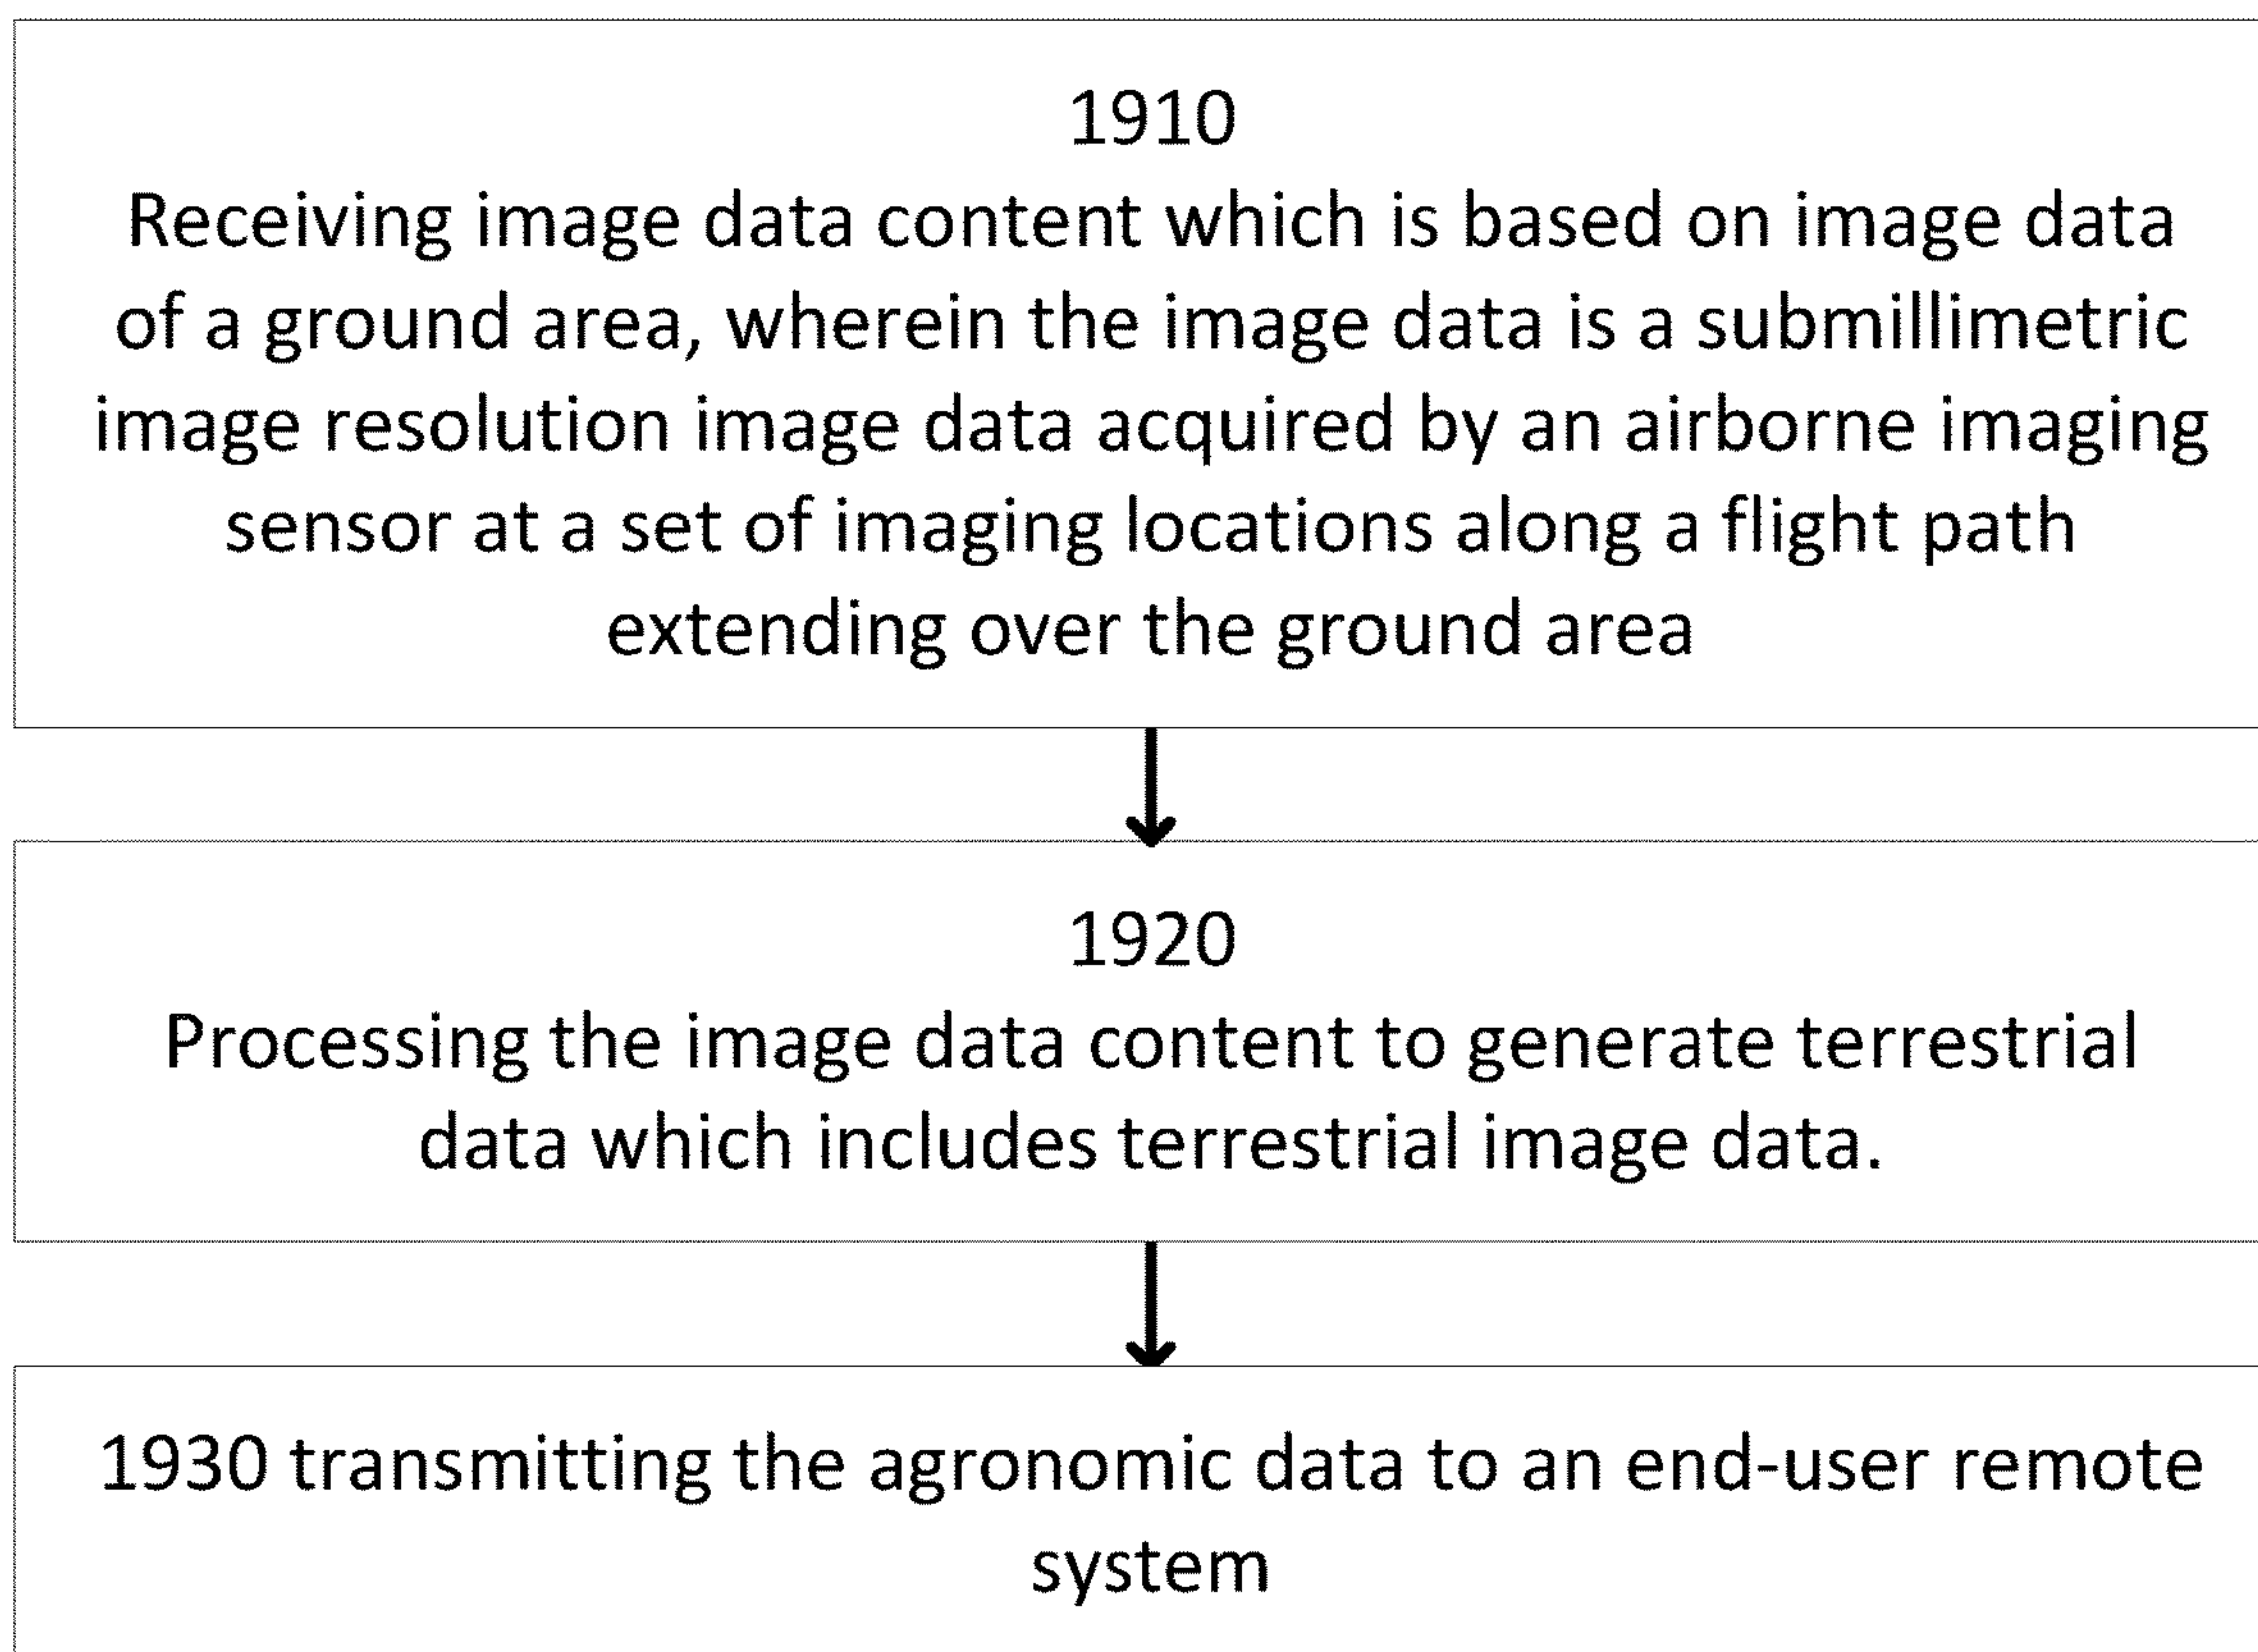 1910
Receiving image data content which is based on image data
of a ground area, wherein the image data is a submillimetric
image resolution image data acquired by an airborne imaging
sensor at a set of imaging locations along a flight path
extending over the ground area
1920
Processing the image data content to generate terrestrial
data which includes terrestrial image data.
1930 transmitting the agronomic data to an end-user remote
system